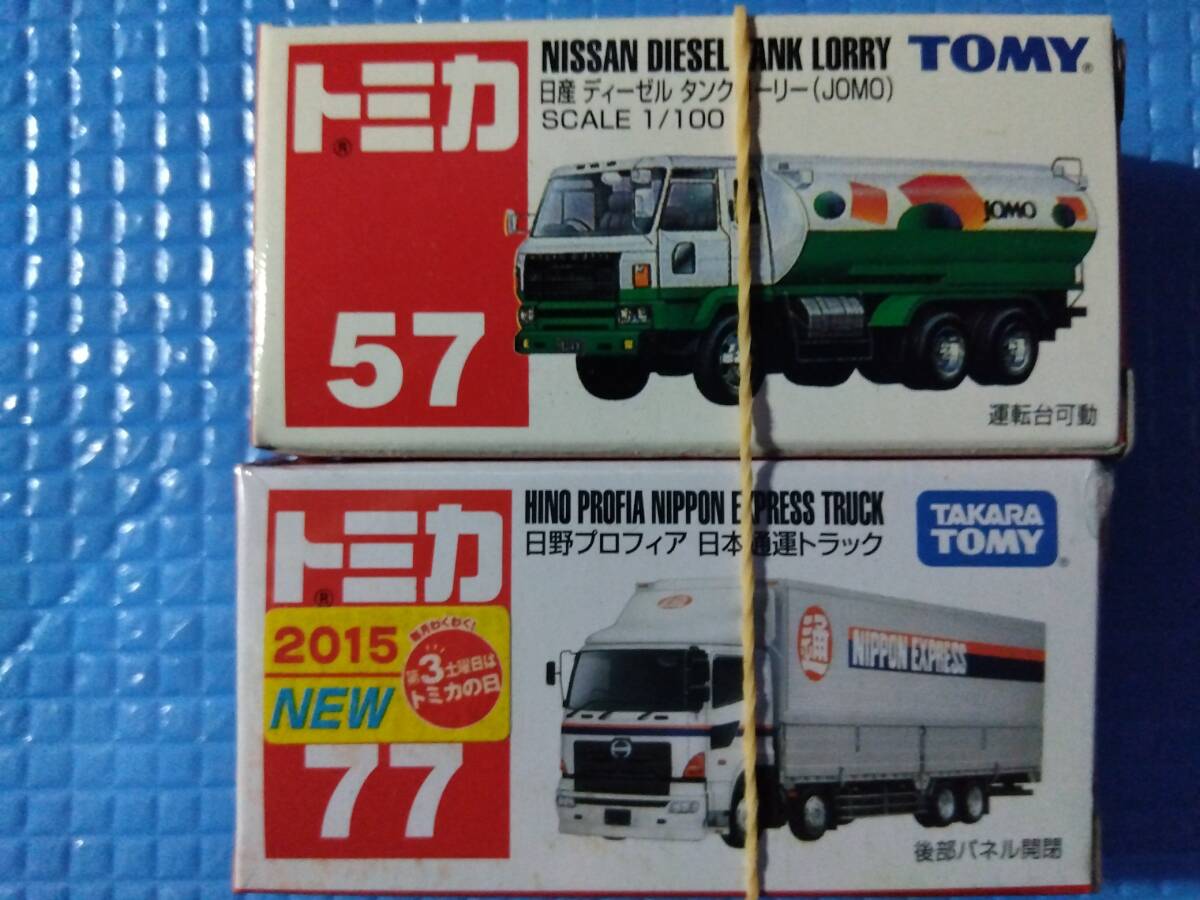 トミカ®
57
NISSAN DIESEL TANK LORRY
日産 ディーゼル タンクローリー(JOMO)
SCALE 1/100
TOMY®
JOMO
運転台可動
トミカ®
2015
NEW
毎月わくわく!
第3土曜日は
トミカの日
77
HINO PROFIA NIPPON EXPRESS TRUCK
日野プロフィア 日本通運トラック
TAKARA
TOMY®
通
NIPPON EXPRESS
後部パネル開閉